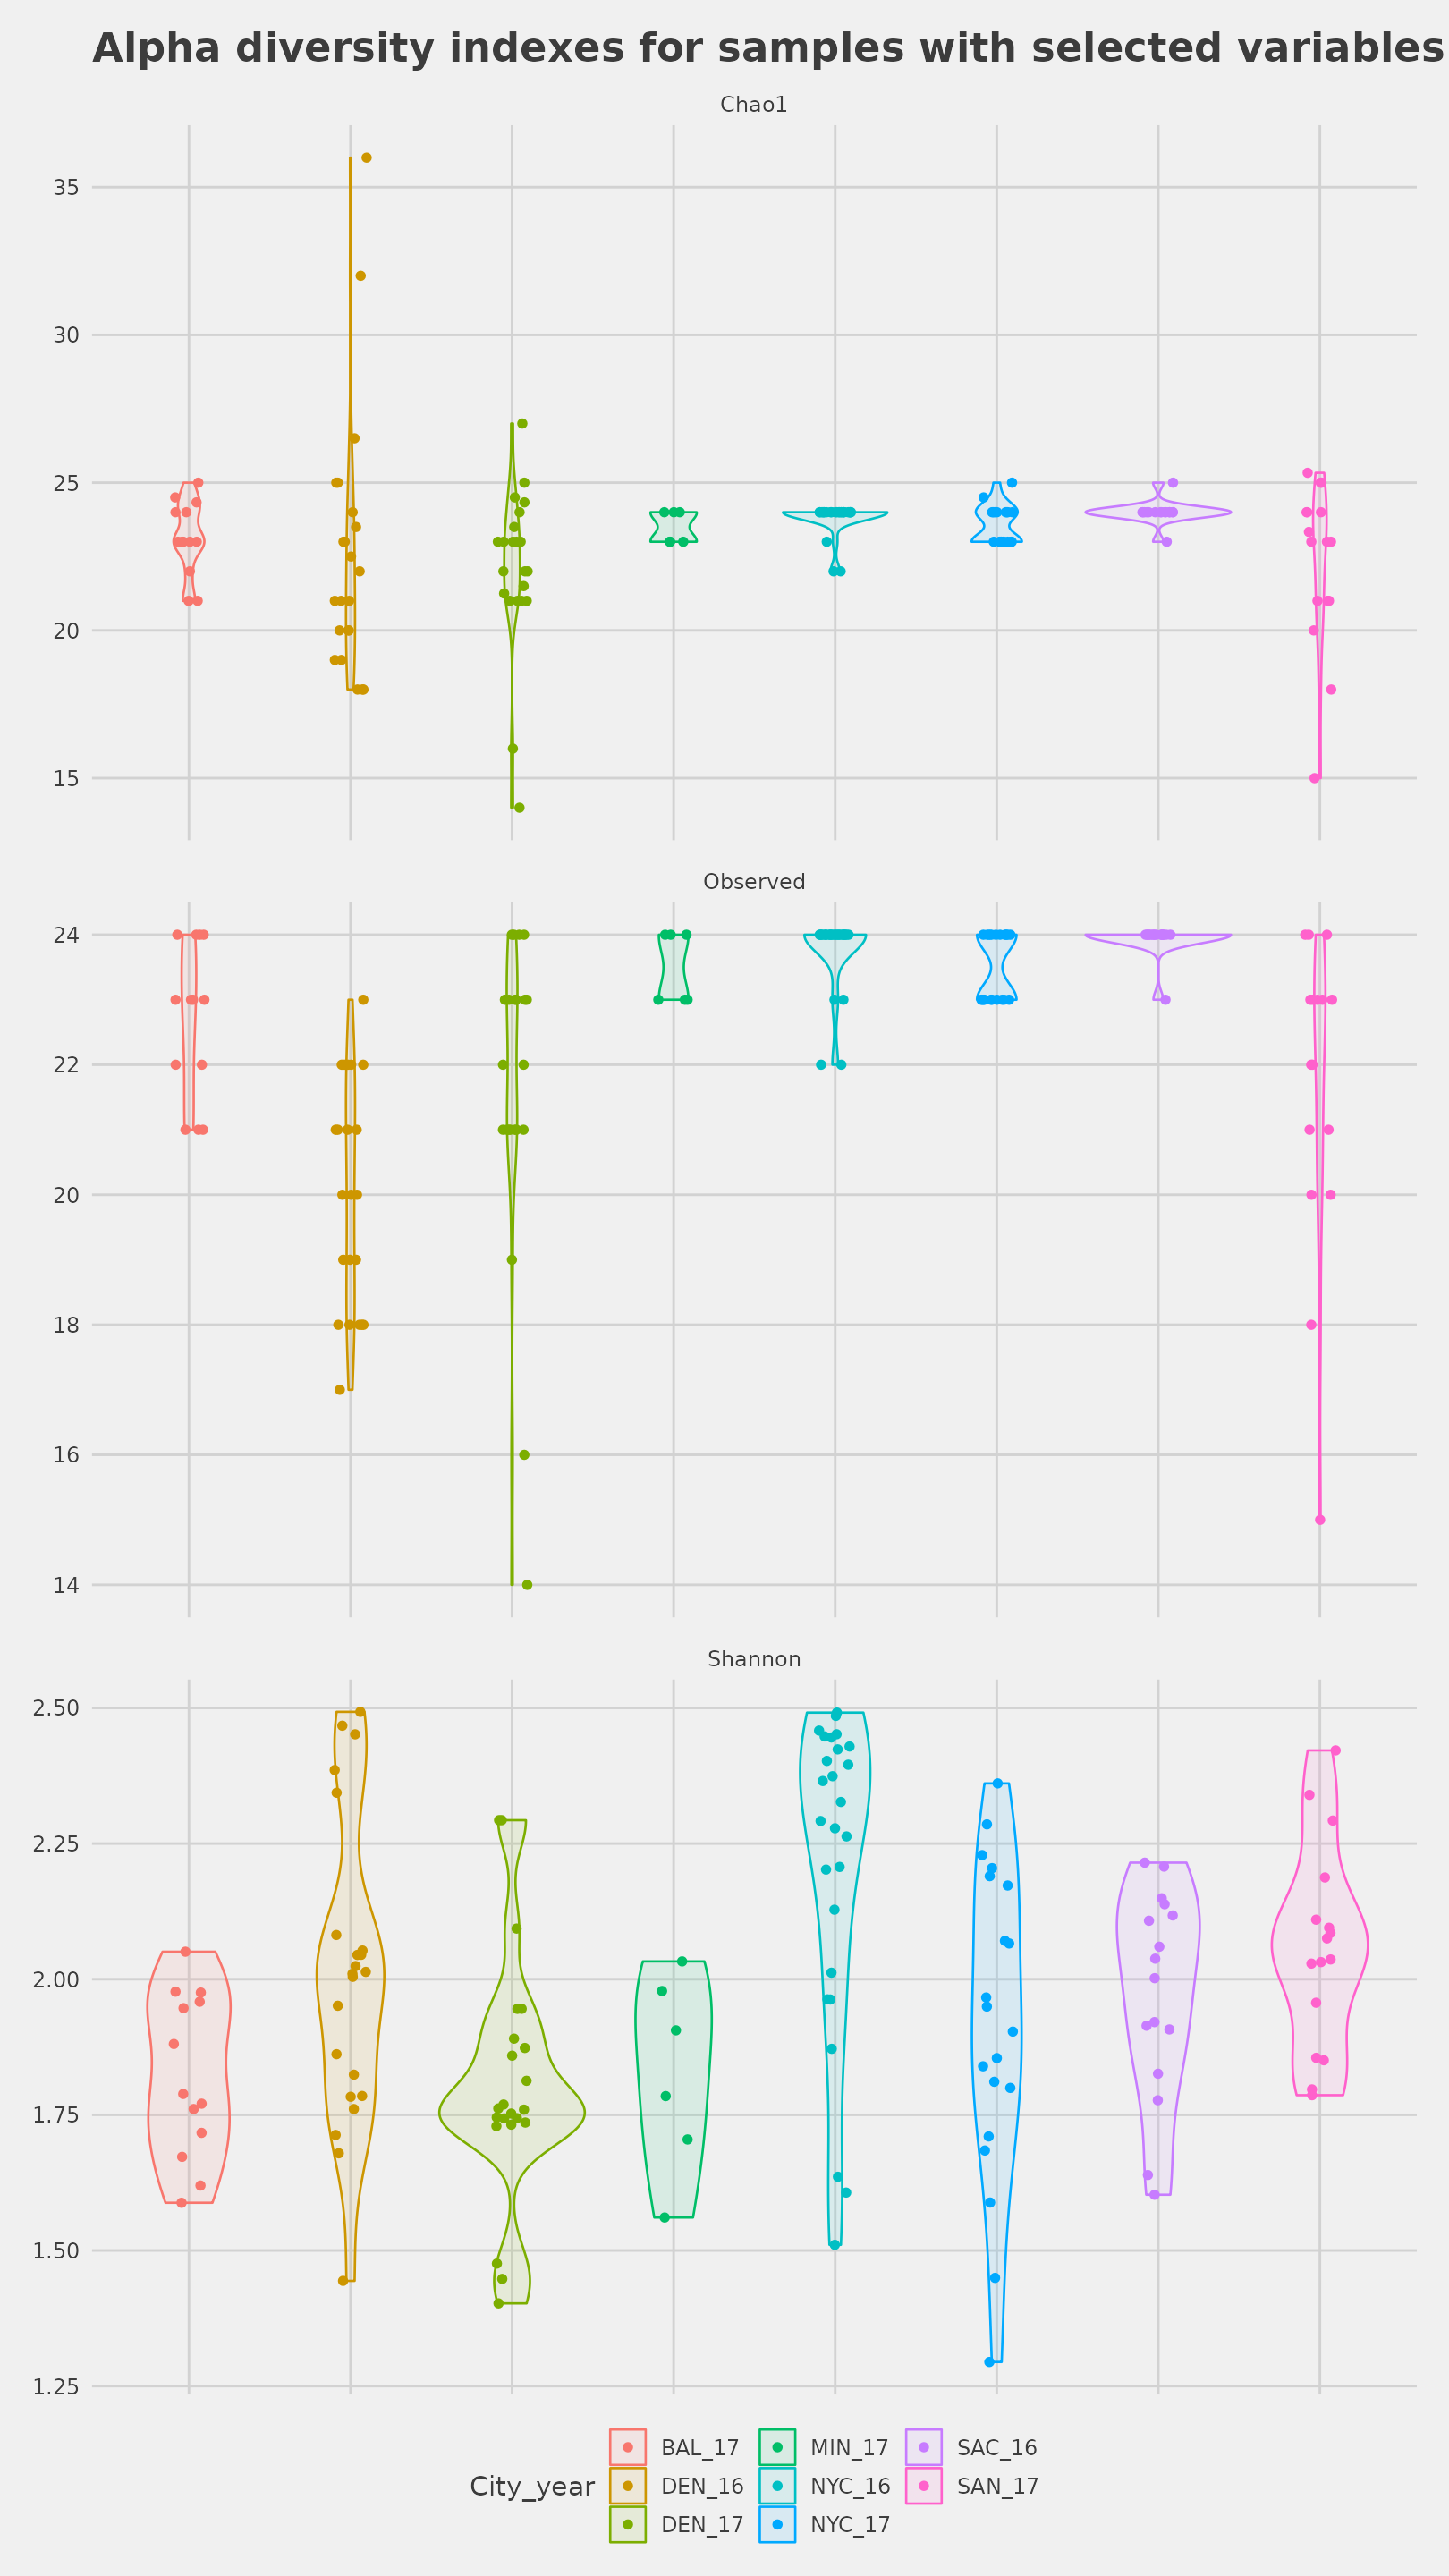 Alpha diversity indexes for samples with selected variables
Chao1
35
30
25
20
15
Observed
24
22
20
18
16
14
Shannon
2.50
2.25
2.00
1.75
1.50
1.25
City_year
BAL_17
DEN_16
DEN_17
MIN_17
NYC_16
NYC_17
SAC_16
SAN_17